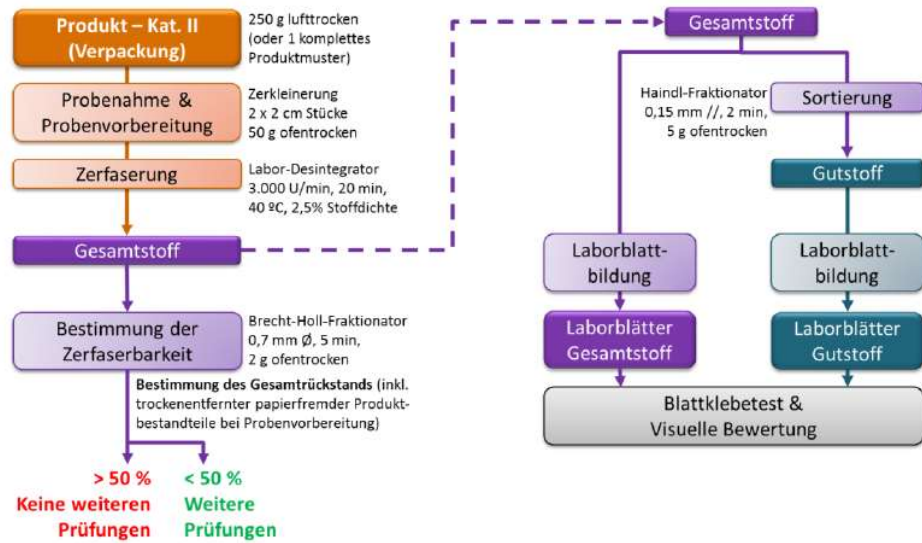 Produkt – Kat. II
(Verpackung)
250 g lufttrocken
(oder 1 komplettes
Produktmuster)
Probenahme &
Probenvorbereitung
Zerkleinerung
2 x 2 cm Stücke
50 g ofentrocken
Zerfaserung
Labor-Desintegrator
3.000 U/min, 20 min,
40 ºC, 2,5% Stoffdichte
Gesamtstoff
Bestimmung der
Zerfaserbarkeit
Brecht-Holl-Fraktionator
0,7 mm Ø, 5 min,
2 g ofentrocken
Bestimmung des Gesamtrückstands (inkl.
trockenentfernter papierfremder Produkt-
bestandteile bei Probenvorbereitung)
> 50 %
Keine weiteren
Prüfungen
< 50 %
Weitere
Prüfungen
Gesamtstoff
Haindl-Fraktionator
0,15 mm //, 2 min,
5 g ofentrocken
Sortierung
Gutstoff
Laborblatt-
bildung
Laborblatt-
bildung
Laborblätter
Gesamtstoff
Laborblätter
Gutstoff
Blattklebetest &
Visuelle Bewertung